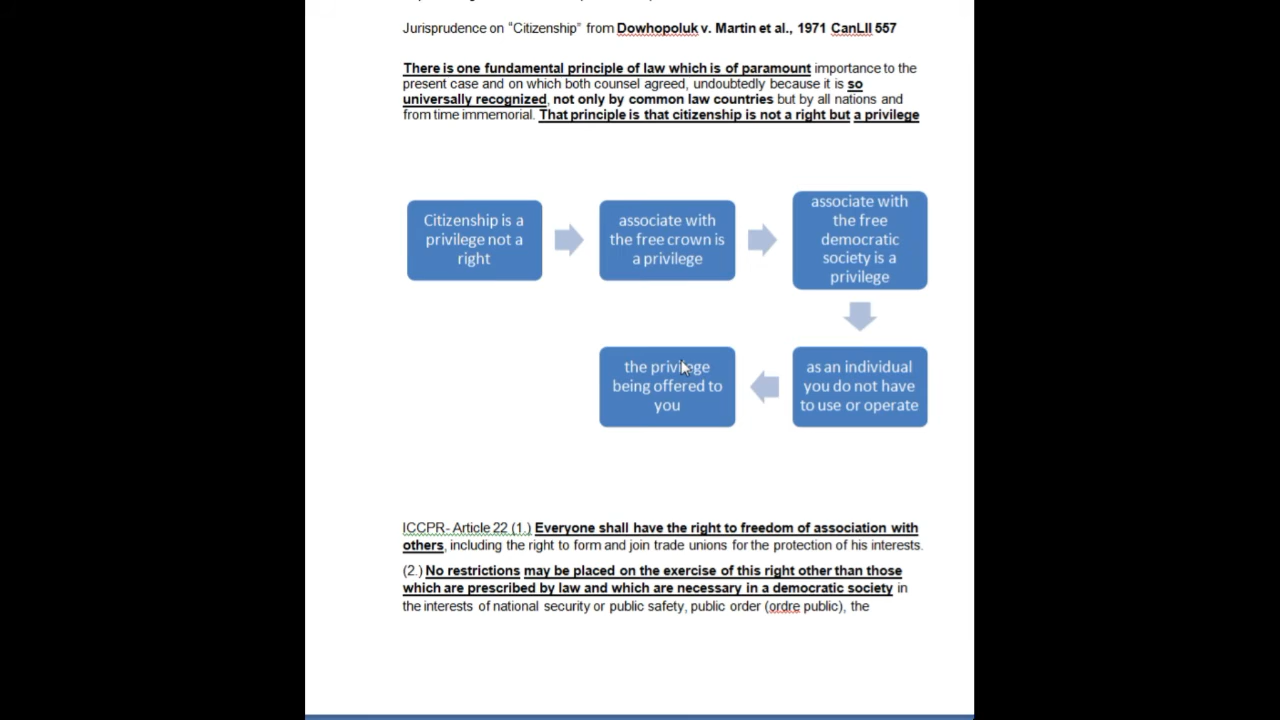 Jurisprudence on “Citizenship” from Dowhopoluk v. Martin et al., 1971 CanLII 557
There is one fundamental principle of law which is of paramount importance to the
present case and on which both counsel agreed, undoubtedly because it is so
universally recognized, not only by common law countries but by all nations and
from time immemorial. That principle is that citizenship is not a right but a privilege
Citizenship is a
privilege not a
right
associate with
the free crown is
a privilege
associate with
the free
democratic
society is a
privilege
as an individual
you do not have
to use or operate
the privilege
being offered to
you
ICCPR- Article 22 (1.) Everyone shall have the right to freedom of association with
others, including the right to form and join trade unions for the protection of his interests.
(2.) No restrictions may be placed on the exercise of this right other than those
which are prescribed by law and which are necessary in a democratic society in
the interests of national security or public safety, public order (ordre public), the